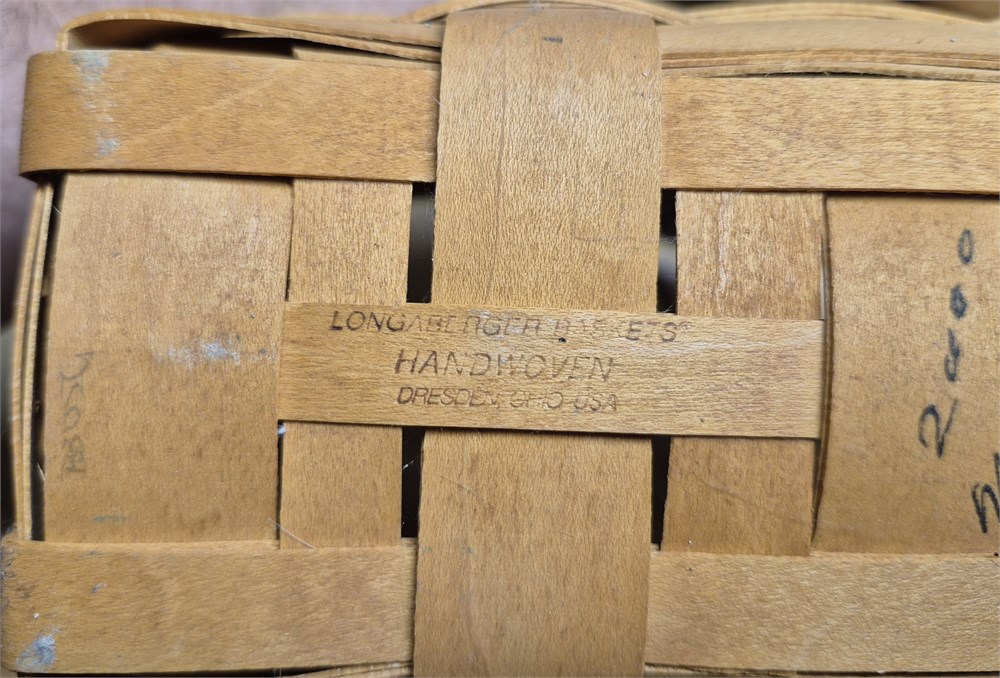 LONGABERGER BASKETS®
HANDWOVEN
DRESDEN, OHIO USA
2000